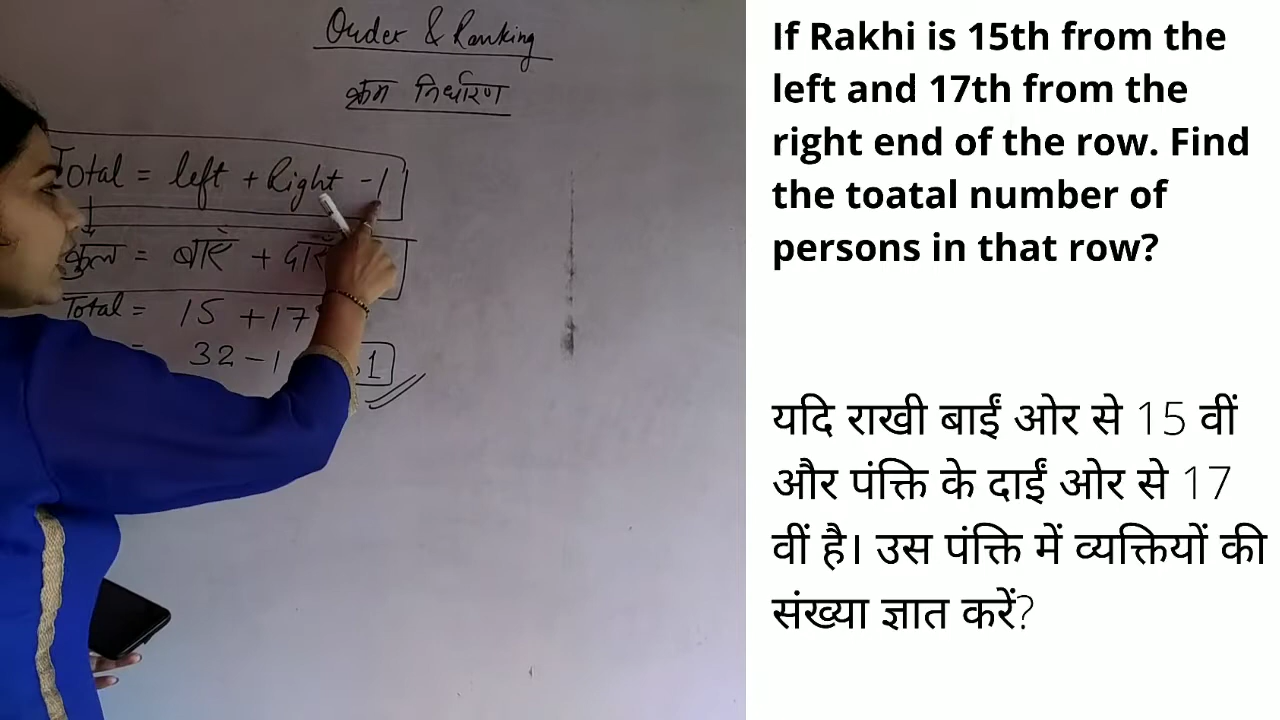 Order & Ranking
क्रम निर्धारण
Total = left + Right -1
कुल = बाएं + दाएं
Total = 15 + 17
= 32 - 1 1
If Rakhi is 15th from the
left and 17th from the
right end of the row. Find
the toatal number of
persons in that row?
यदि राखी बाईं ओर से 15 वीं
और पंक्ति के दाईं ओर से 17
वीं है। उस पंक्ति में व्यक्तियों की
संख्या ज्ञात करें?